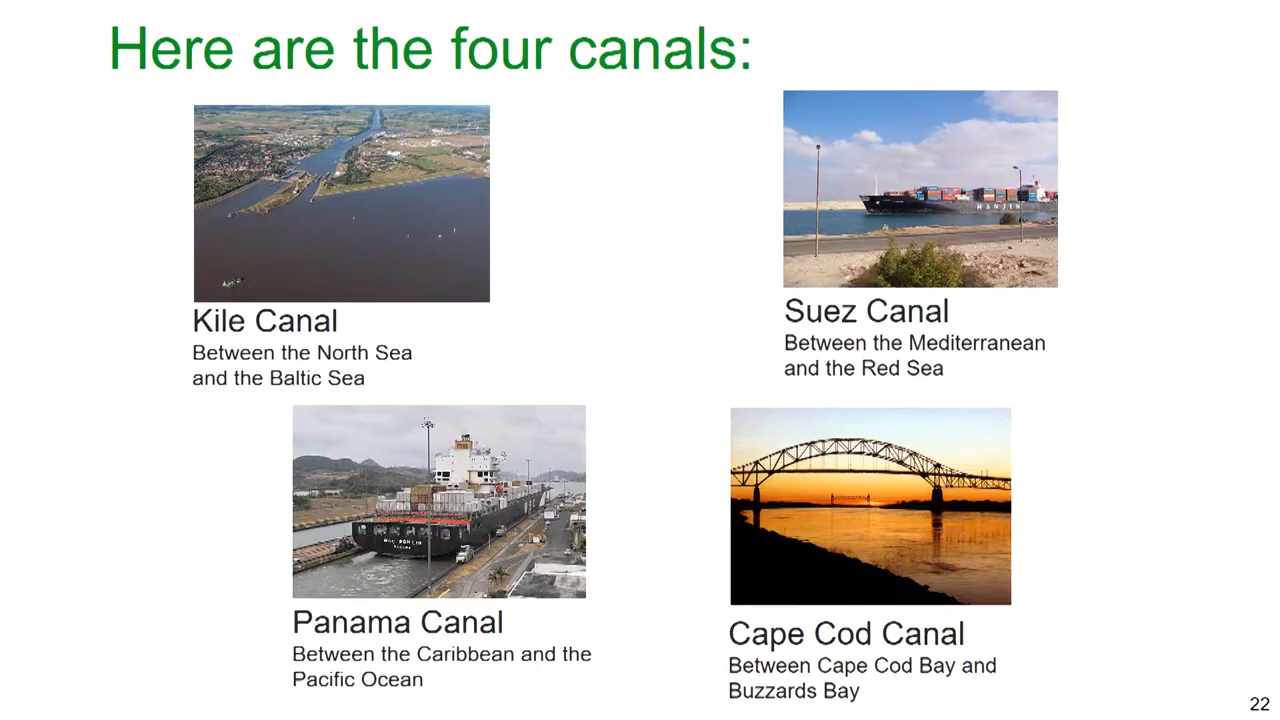 Here are the four canals:
HANJIN
Kile Canal
Between the North Sea
and the Baltic Sea
Suez Canal
Between the Mediterranean
and the Red Sea
Panama Canal
Between the Caribbean and the
Pacific Ocean
Cape Cod Canal
Between Cape Cod Bay and
Buzzards Bay
22